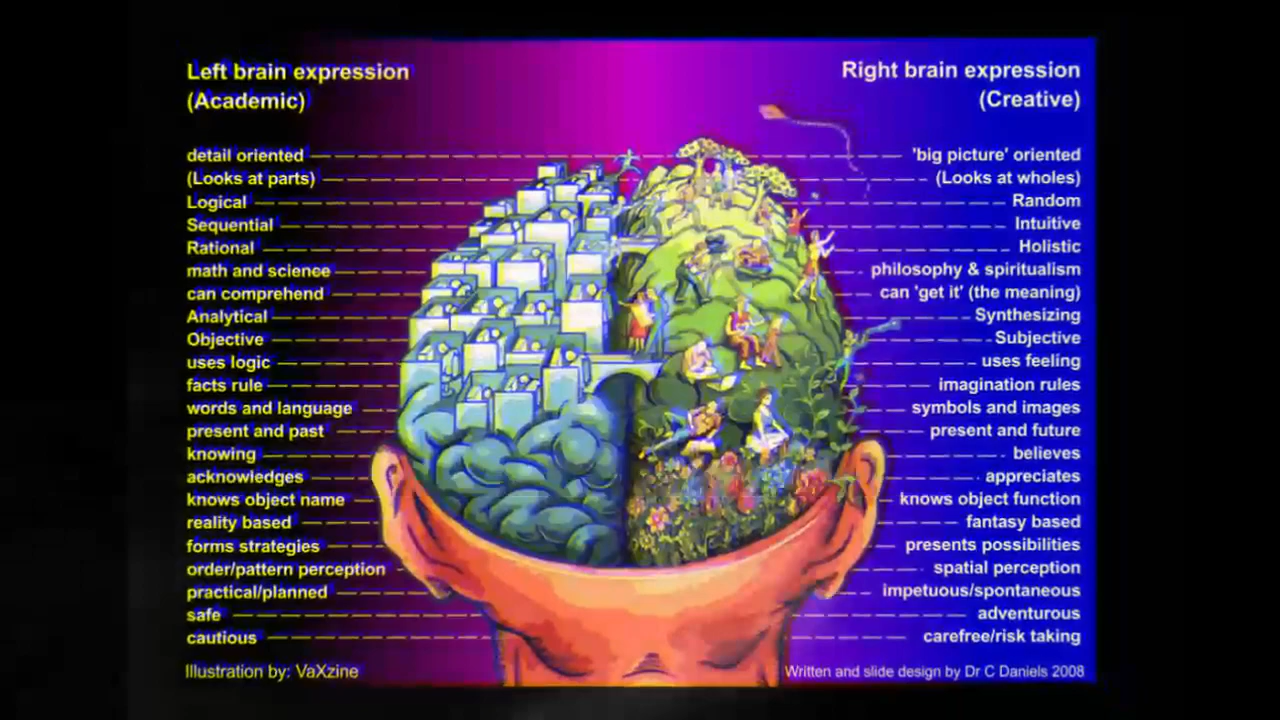 Left brain expression
(Academic)
detail oriented
(Looks at parts)
Logical
Sequential
Rational
math and science
can comprehend
Analytical
Objective
uses logic
facts rule
words and language
present and past
knowing
acknowledges
knows object name
reality based
forms strategies
order/pattern perception
practical/planned
safe
cautious
Illustration by: VaXzine
Right brain expression
(Creative)
'big picture' oriented
(Looks at wholes)
Random
Intuitive
Holistic
philosophy & spiritualism
can 'get it' (the meaning)
Synthesizing
Subjective
uses feeling
imagination rules
symbols and images
present and future
believes
appreciates
knows object function
fantasy based
presents possibilities
spatial perception
impetuous/spontaneous
adventurous
carefree/risk taking
Written and slide design by Dr C Daniels 2008